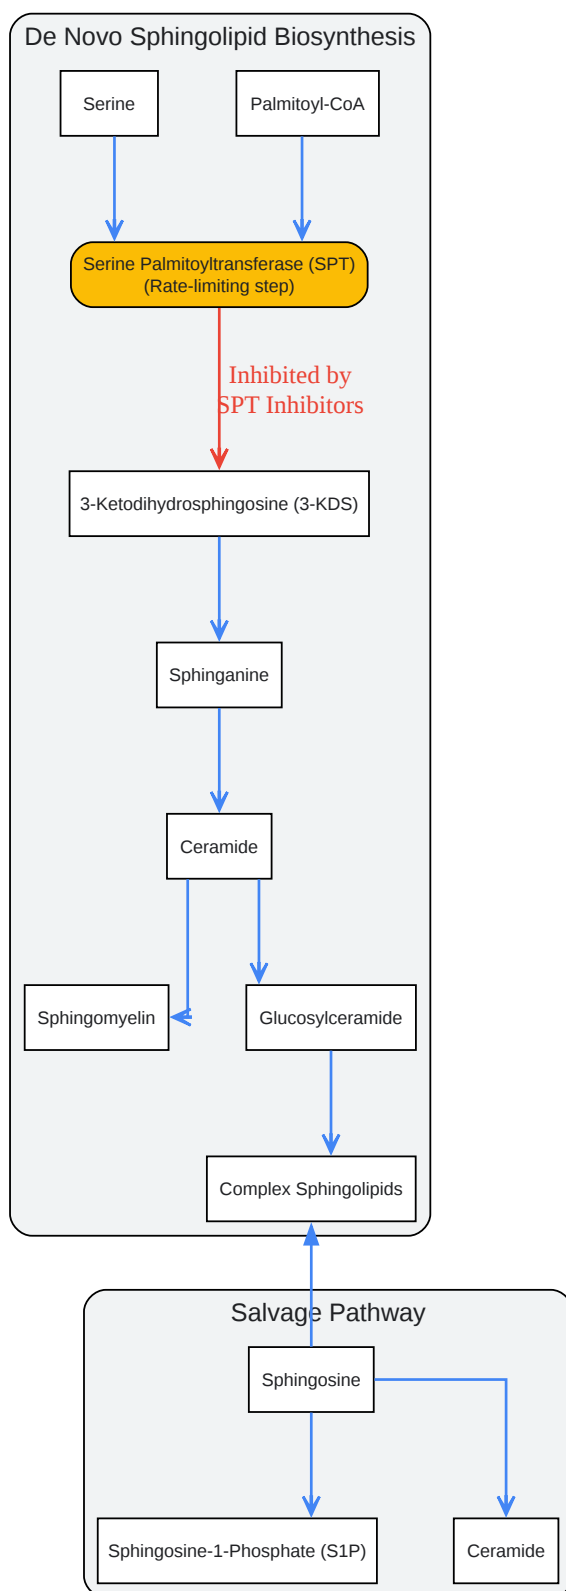 De Novo Sphingolipid Biosynthesis
Serine
Palmitoyl-CoA
Serine Palmitoyltransferase (SPT)
(Rate-limiting step)
Inhibited by
SPT Inhibitors
3-Ketodihydrosphingosine (3-KDS)
Sphinganine
Ceramide
Sphingomyelin
Glucosylceramide
Complex Sphingolipids
Salvage Pathway
Sphingosine
Sphingosine-1-Phosphate (S1P)
Ceramide